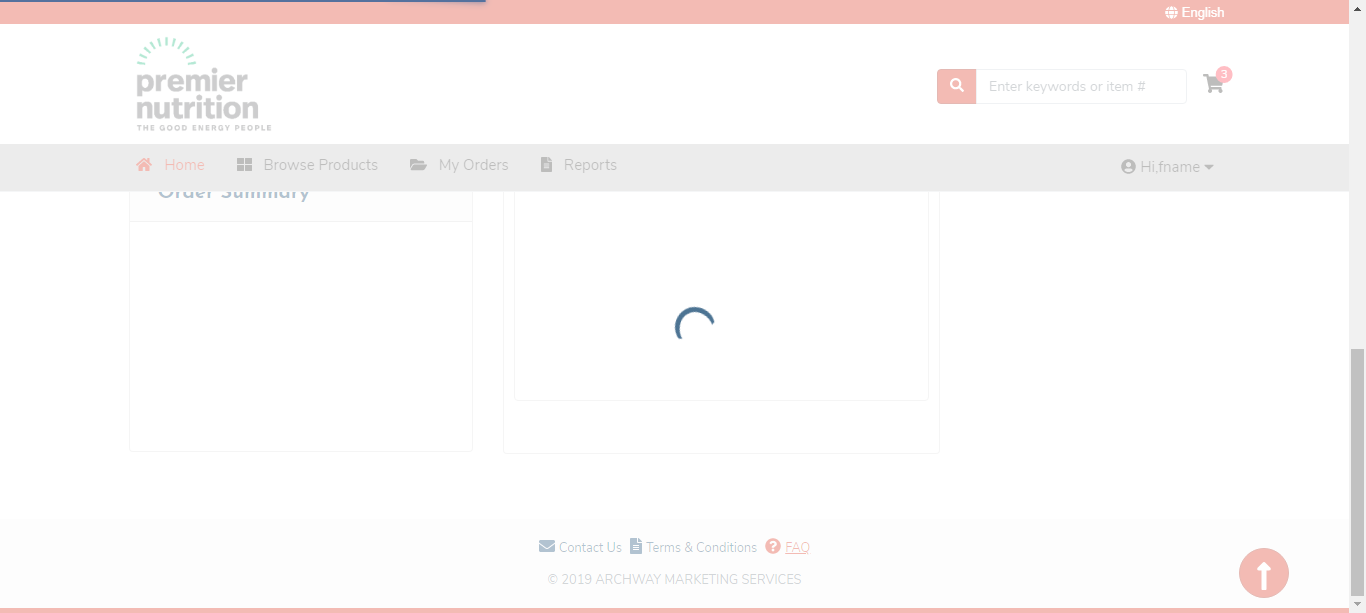 English
premier
nutrition
THE GOOD ENERGY PEOPLE
Enter keywords or item #
3
Home Browse Products My Orders Reports Hi,fname
Order Summary
Contact Us Terms & Conditions FAQ
© 2019 ARCHWAY MARKETING SERVICES